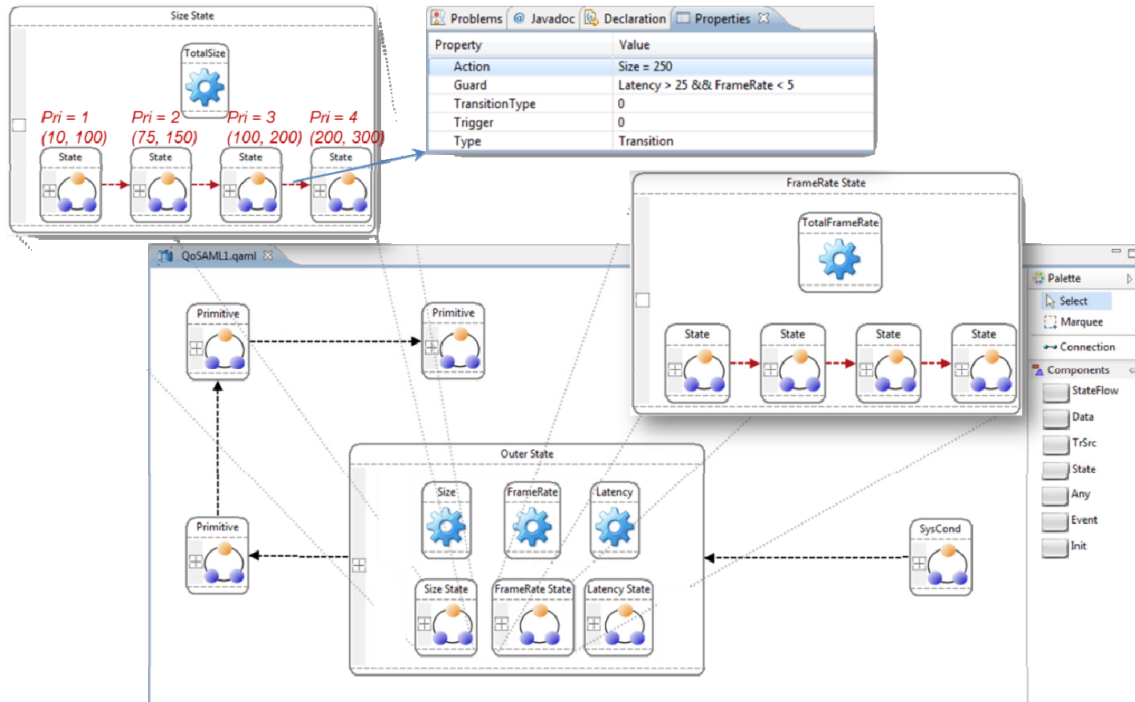 Size State
TotalSize
Pri = 1 Pri = 2 Pri = 3 Pri = 4
(10, 100) (75, 150) (100, 200) (200, 300)
State State State State
Problems @ Javadoc Declaration Properties
Property Value
Action Size = 250
Guard Latency > 25 && FrameRate < 5
TransitionType 0
Trigger 0
Type Transition
FrameRate State
TotalFrameRate
State State State State
QoSAML1.qaml
Primitive Primitive
Outer State
Size FrameRate Latency
Primitive
SysCond
Size State FrameRate State Latency State
Palette
Select
Marquee
Connection
Components
StateFlow
Data
TrSrc
State
Any
Event
Init